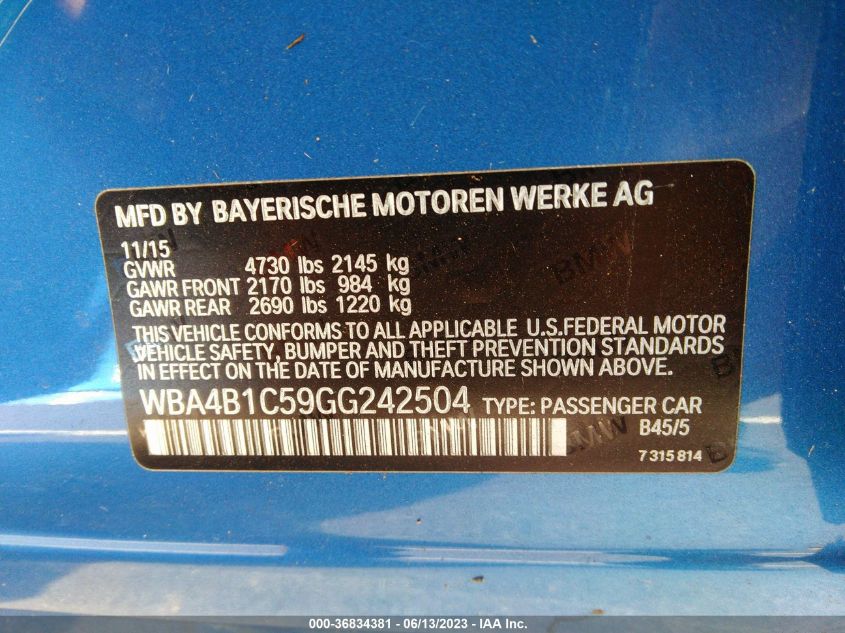 MFD BY BAYERISCHE MOTOREN WERKE AG
11/15
GVWR 4730 lbs 2145 kg
GAWR FRONT 2170 lbs 984 kg
GAWR REAR 2690 lbs 1220 kg
THIS VEHICLE CONFORMS TO ALL APPLICABLE U.S.FEDERAL MOTOR
VEHICLE SAFETY, BUMPER AND THEFT PREVENTION STANDARDS
IN EFFECT ON THE DATE OF MANUFACTURE SHOWN ABOVE.
WBA4B1C59GG242504 TYPE: PASSENGER CAR
B45/5
7 315 814
000-36834381 - 06/13/2023 - IAA Inc.